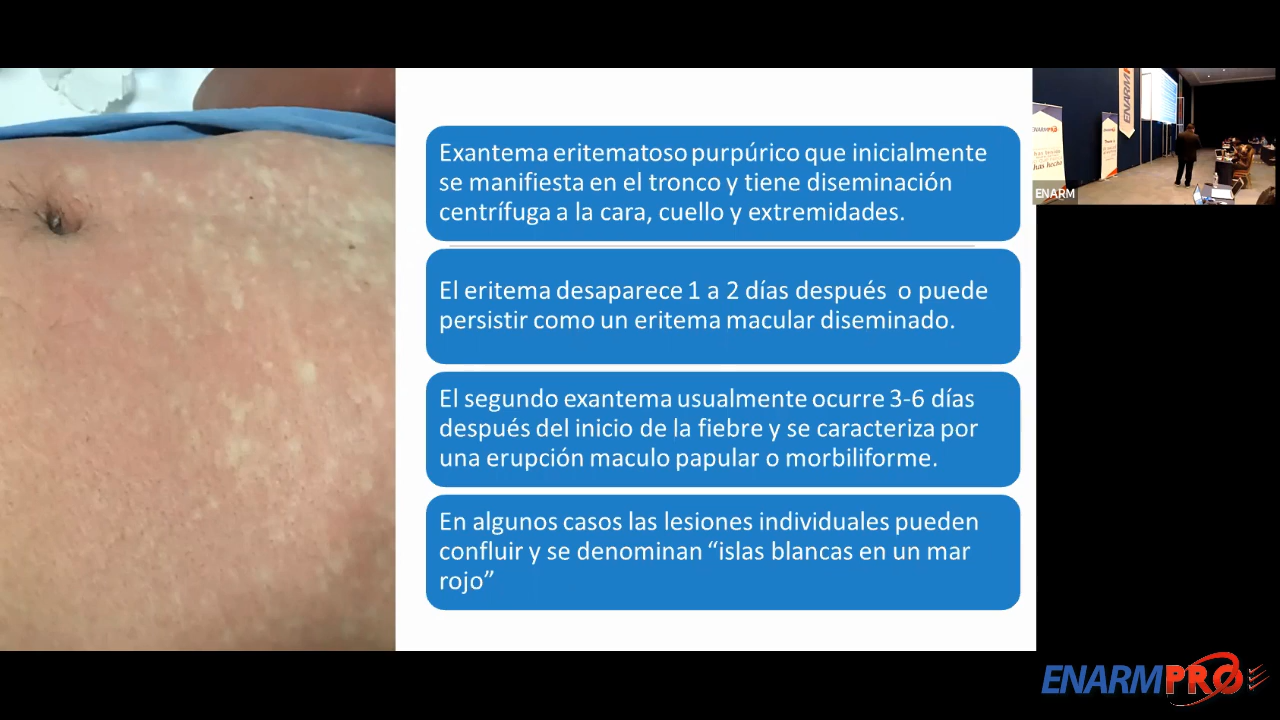 Exantema eritematoso purpúrico que inicialmente
se manifiesta en el tronco y tiene diseminación
centrífuga a la cara, cuello y extremidades.
El eritema desaparece 1 a 2 días después o puede
persistir como un eritema macular diseminado.
El segundo exantema usualmente ocurre 3-6 días
después del inicio de la fiebre y se caracteriza por
una erupción maculo papular o morbiliforme.
En algunos casos las lesiones individuales pueden
confluir y se denominan “islas blancas en un mar
rojo”
ENARM
ENARMPRO